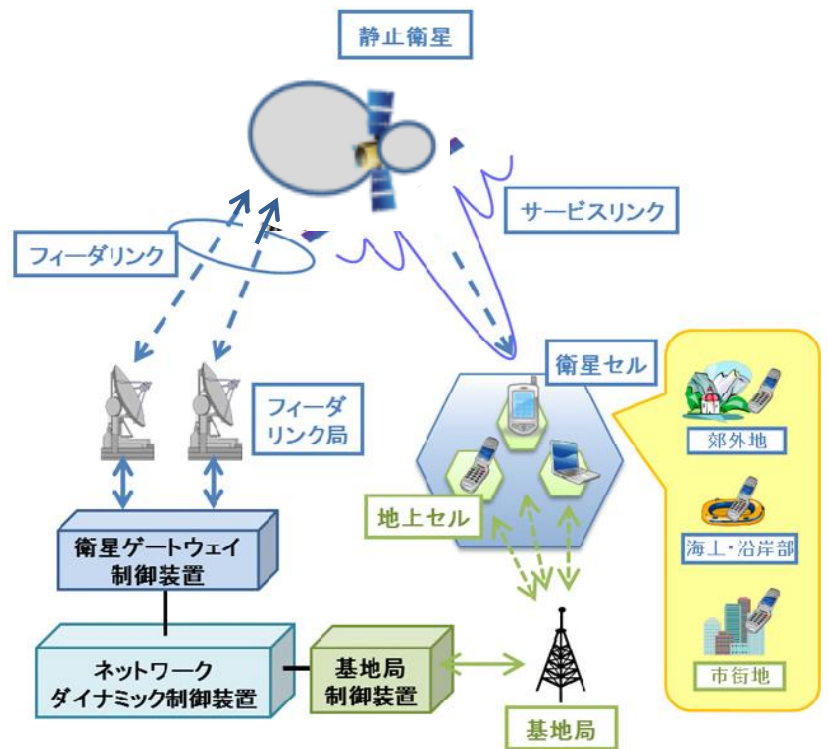 静止衛星
サービスリンク
フィーダリンク
衛星セル
フィーダ
リンク局
郊外地
地上セル
海上・沿岸部
衛星ゲートウェイ
制御装置
市街地
ネットワーク
ダイナミック制御装置
基地局
制御装置
基地局